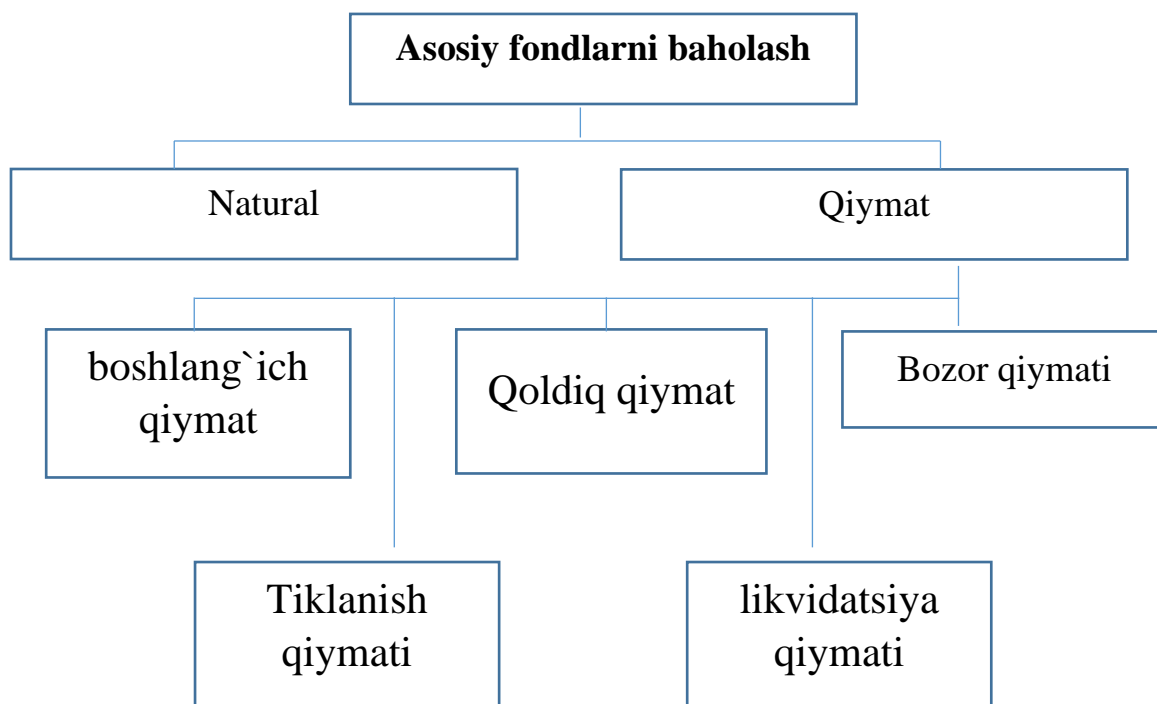 Asosiy fondlarni baholash
Natural
Qiymat
boshlang`ich
qiymat
Qoldiq qiymat
Bozor qiymati
Tiklanish
qiymati
likvidatsiya
qiymati